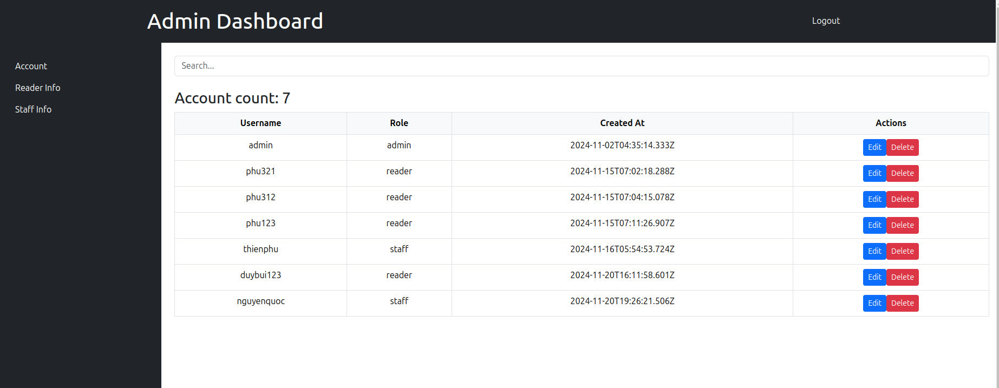 Admin Dashboard
Logout
Account
Reader Info
Staff Info
Search...
Account count: 7
Username Role Created At Actions
admin admin 2024-11-02T04:35:14.333Z Edit Delete
phu321 reader 2024-11-15T07:02:18.288Z Edit Delete
phu312 reader 2024-11-15T07:04:15.078Z Edit Delete
phu123 reader 2024-11-15T07:11:26.907Z Edit Delete
thienphu staff 2024-11-16T05:54:53.724Z Edit Delete
duybui123 reader 2024-11-20T16:11:58.601Z Edit Delete
nguyenquoc staff 2024-11-20T19:26:21.506Z Edit Delete